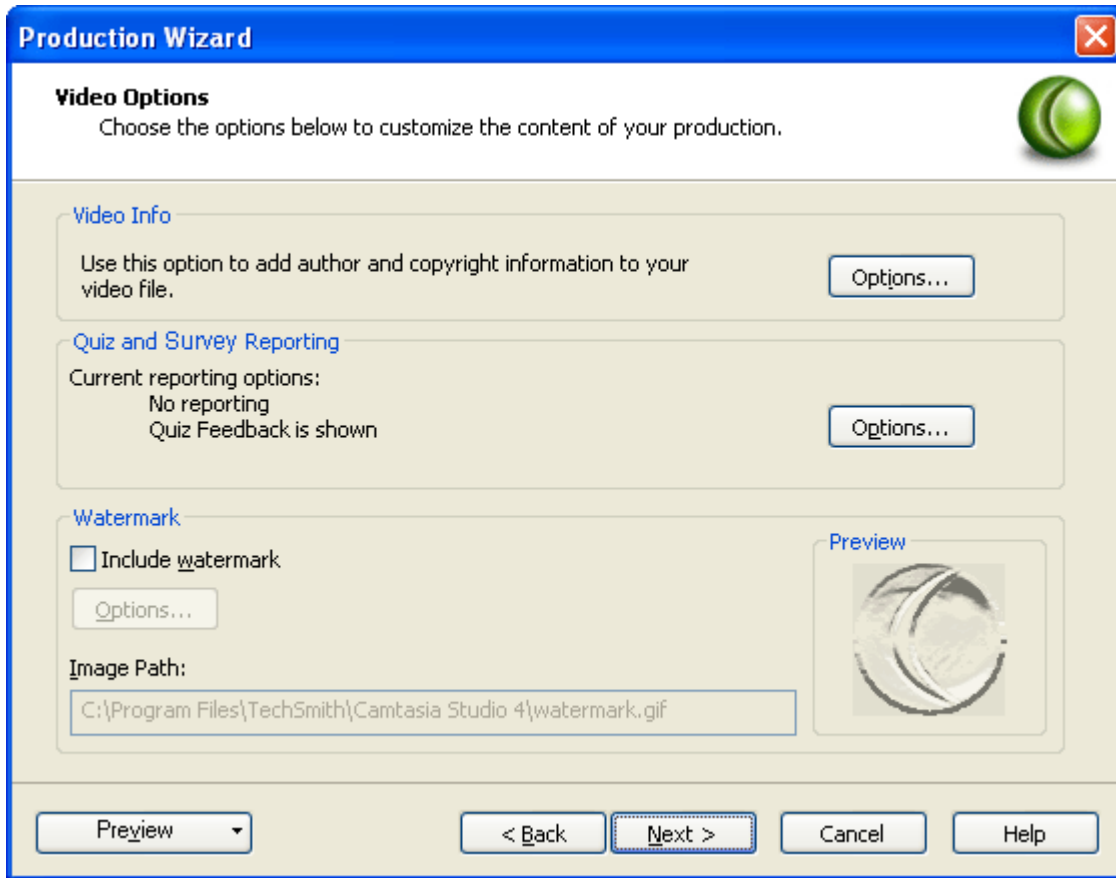 Production Wizard
Video Options
Choose the options below to customize the content of your production.
Video Info
Use this option to add author and copyright information to your
video file.
Options...
Quiz and Survey Reporting
Current reporting options:
No reporting
Quiz Feedback is shown
Options...
Watermark
Include watermark
Options...
Image Path:
C:\Program Files\TechSmith\Camtasia Studio 4\watermark.gif
Preview
Preview
< Back
Next >
Cancel
Help